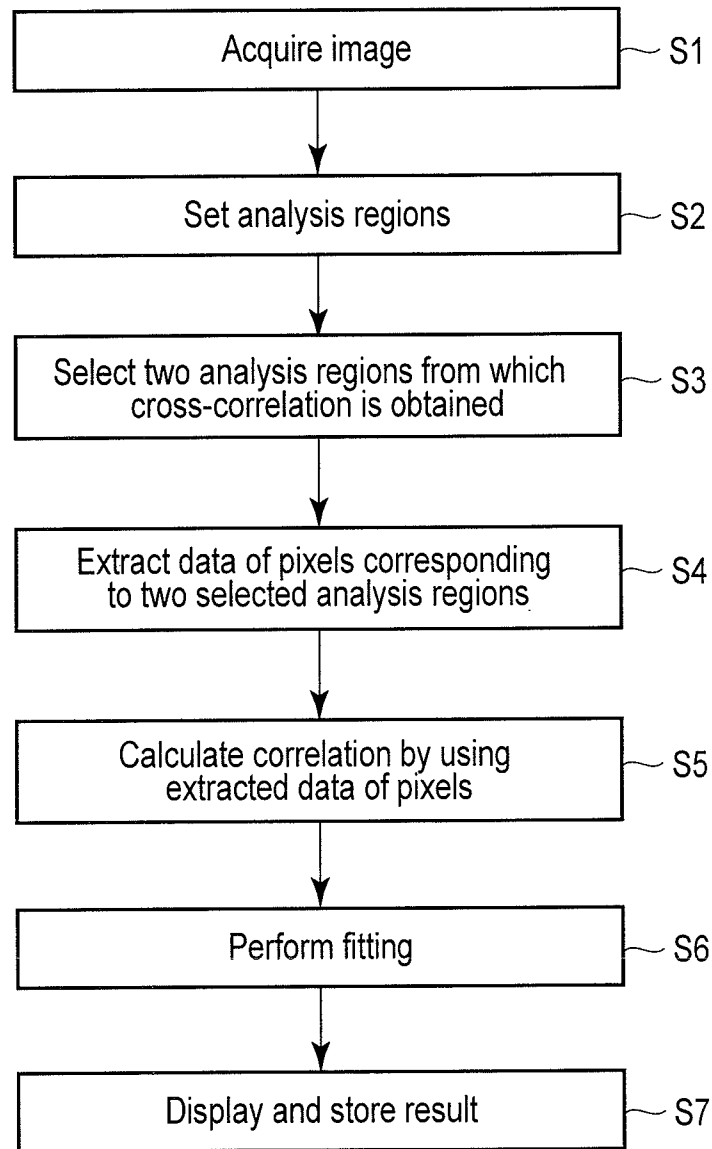 Acquire image
S1
Set analysis regions
S2
Select two analysis regions from which
cross-correlation is obtained
S3
Extract data of pixels corresponding
to two selected analysis regions
S4
Calculate correlation by using
extracted data of pixels
S5
Perform fitting
S6
Display and store result
S7